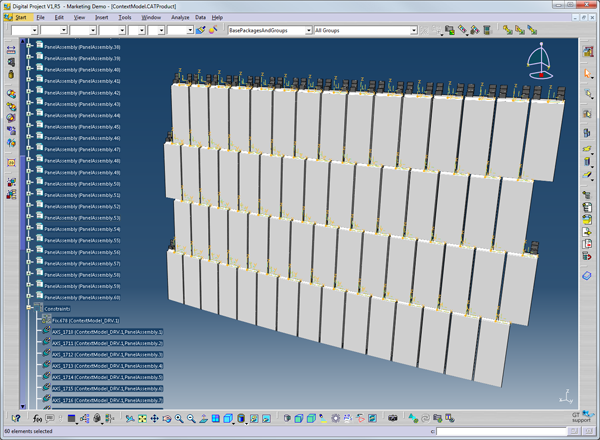 Digital Project V1,R5 - Marketing Demo - [ContextModel.CATProduct]
Start File Edit View Insert Tools Window Analyze Data Help
BasePackagesAndGroups All Groups
PanelAssembly (PanelAssembly.38)
PanelAssembly (PanelAssembly.39)
PanelAssembly (PanelAssembly.40)
PanelAssembly (PanelAssembly.41)
PanelAssembly (PanelAssembly.42)
PanelAssembly (PanelAssembly.43)
PanelAssembly (PanelAssembly.44)
PanelAssembly (PanelAssembly.45)
PanelAssembly (PanelAssembly.46)
PanelAssembly (PanelAssembly.47)
PanelAssembly (PanelAssembly.48)
PanelAssembly (PanelAssembly.49)
PanelAssembly (PanelAssembly.50)
PanelAssembly (PanelAssembly.51)
PanelAssembly (PanelAssembly.52)
PanelAssembly (PanelAssembly.53)
PanelAssembly (PanelAssembly.54)
PanelAssembly (PanelAssembly.55)
PanelAssembly (PanelAssembly.56)
PanelAssembly (PanelAssembly.57)
PanelAssembly (PanelAssembly.58)
PanelAssembly (PanelAssembly.59)
PanelAssembly (PanelAssembly.60)
Constraints
Fix.678 (ContextModel_DRV.1)
AXS_1710 (ContextModel_DRV.1,PanelAssembly.1)
AXS_1711 (ContextModel_DRV.1,PanelAssembly.2)
AXS_1712 (ContextModel_DRV.1,PanelAssembly.3)
AXS_1713 (ContextModel_DRV.1,PanelAssembly.4)
AXS_1714 (ContextModel_DRV.1,PanelAssembly.5)
AXS_1715 (ContextModel_DRV.1,PanelAssembly.6)
AXS_1716 (ContextModel_DRV.1,PanelAssembly.7)
f(x)
GT support
60 elements selected
c: